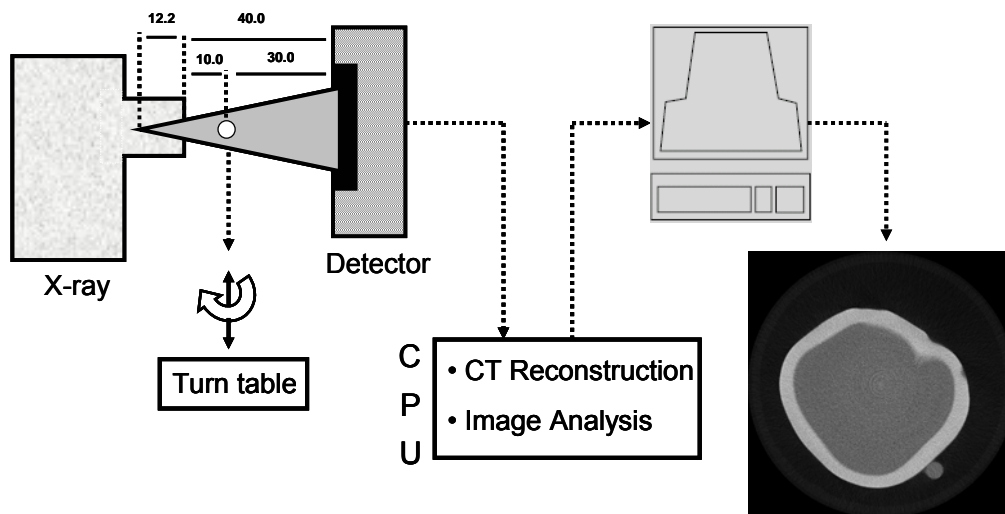 12.2
40.0
10.0
30.0
X-ray
Detector
Turn table
C
P
U
• CT Reconstruction
• Image Analysis